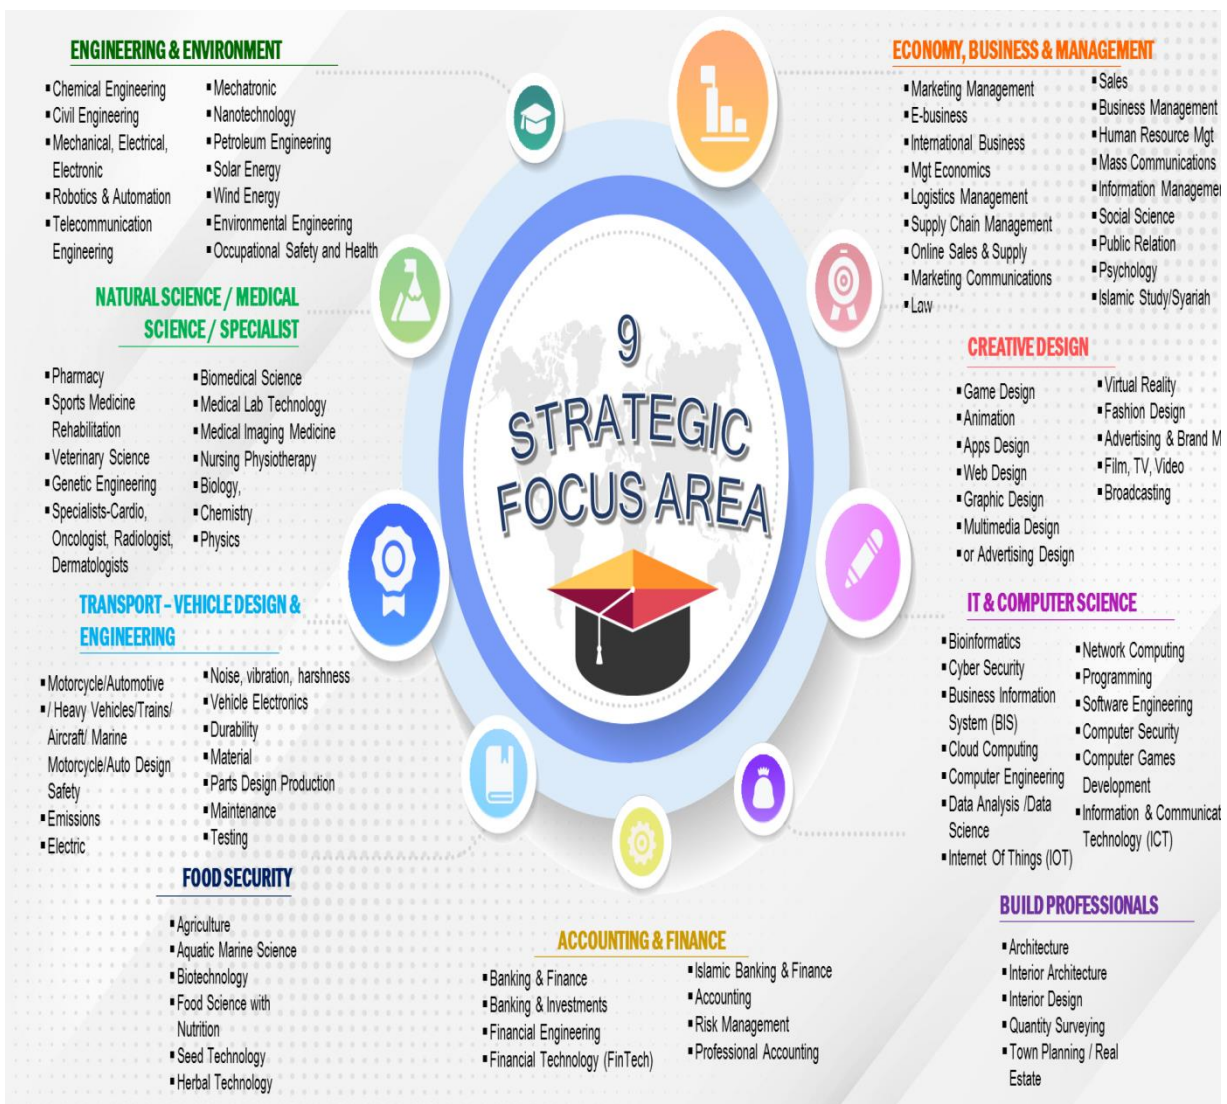 ENGINEERING & ENVIRONMENT
▪Chemical Engineering
▪Civil Engineering
▪Mechanical, Electrical,
Electronic
▪Robotics & Automation
▪Telecommunication
Engineering
▪Mechatronic
▪Nanotechnology
▪Petroleum Engineering
▪Solar Energy
▪Wind Energy
▪Environmental Engineering
▪Occupational Safety and Health
NATURAL SCIENCE / MEDICAL
SCIENCE / SPECIALIST
▪Pharmacy
▪Sports Medicine
Rehabilitation
▪Veterinary Science
▪Genetic Engineering
▪Specialists-Cardio,
Oncologist, Radiologist,
Dermatologists
▪Biomedical Science
▪Medical Lab Technology
▪Medical Imaging Medicine
▪Nursing Physiotherapy
▪Biology,
▪Chemistry
▪Physics
TRANSPORT – VEHICLE DESIGN &
ENGINEERING
▪Motorcycle/Automotive
▪/ Heavy Vehicles/Trains/
Aircraft/ Marine
Motorcycle/Auto Design
Safety
▪Emissions
▪Electric
▪Noise, vibration, harshness
▪Vehicle Electronics
▪Durability
▪Material
▪Parts Design Production
▪Maintenance
▪Testing
FOOD SECURITY
▪Agriculture
▪Aquatic Marine Science
▪Biotechnology
▪Food Science with
Nutrition
▪Seed Technology
▪Herbal Technology
9
STRATEGIC
FOCUS AREA
ACCOUNTING & FINANCE
▪Banking & Finance
▪Banking & Investments
▪Financial Engineering
▪Financial Technology (FinTech)
▪Islamic Banking & Finance
▪Accounting
▪Risk Management
▪Professional Accounting
ECONOMY, BUSINESS & MANAGEMENT
▪Marketing Management
▪E-business
▪International Business
▪Mgt Economics
▪Logistics Management
▪Supply Chain Management
▪Online Sales & Supply
▪Marketing Communications
▪Law
▪Sales
▪Business Management
▪Human Resource Mgt
▪Mass Communications
▪Information Managemen
▪Social Science
▪Public Relation
▪Psychology
▪Islamic Study/Syariah
CREATIVE DESIGN
▪Game Design
▪Animation
▪Apps Design
▪Web Design
▪Graphic Design
▪Multimedia Design
▪or Advertising Design
▪Virtual Reality
▪Fashion Design
▪Advertising & Brand M
▪Film, TV, Video
▪Broadcasting
IT & COMPUTER SCIENCE
▪Bioinformatics
▪Cyber Security
▪Business Information
System (BIS)
▪Cloud Computing
▪Computer Engineering
▪Data Analysis /Data
Science
▪Internet Of Things (IOT)
▪Network Computing
▪Programming
▪Software Engineering
▪Computer Security
▪Computer Games
Development
▪Information & Communicat
Technology (ICT)
BUILD PROFESSIONALS
▪Architecture
▪Interior Architecture
▪Interior Design
▪Quantity Surveying
▪Town Planning / Real
Estate